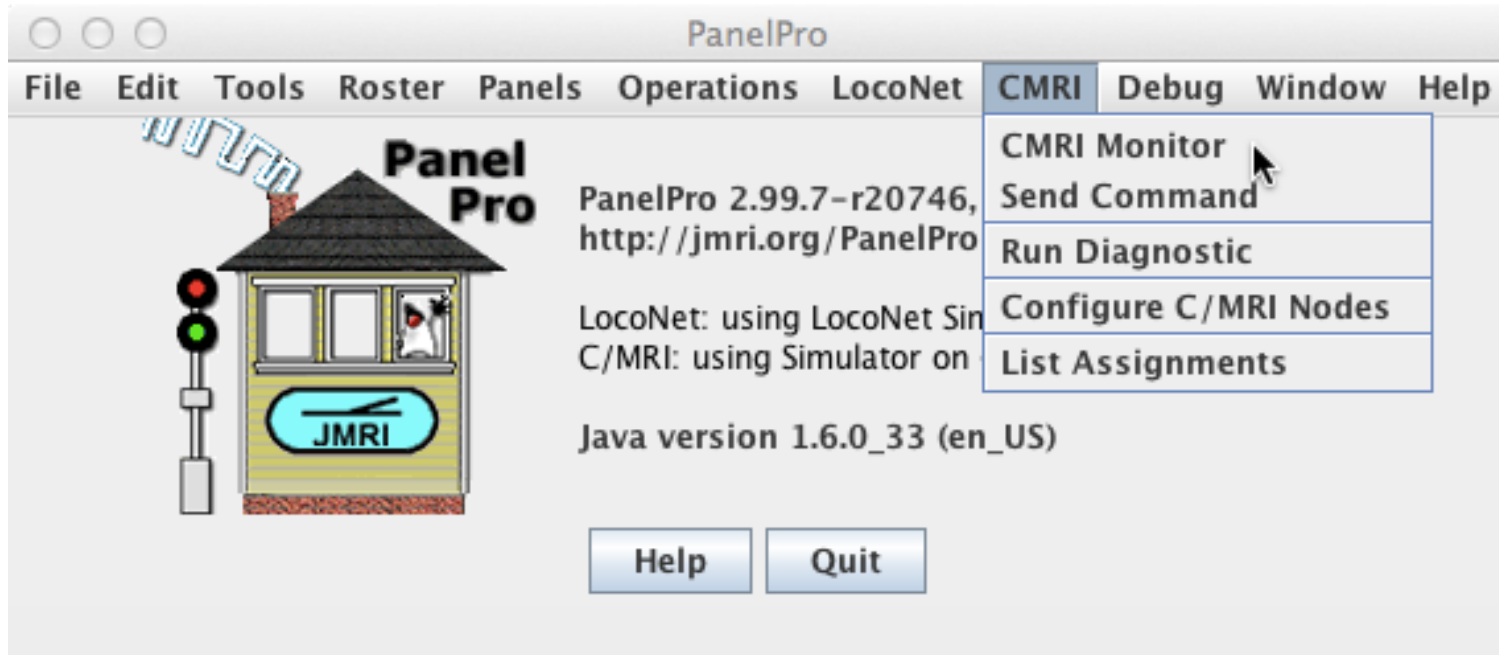 PanelPro
File Edit Tools Roster Panels Operations LocoNet CMRI Debug Window Help
CMRI Monitor
Send Command
Run Diagnostic
Configure C/MRI Nodes
List Assignments
Panel
Pro
JMRI
PanelPro 2.99.7-r20746,
http://jmri.org/PanelPro
LocoNet: using LocoNet Sin
C/MRI: using Simulator on
Java version 1.6.0_33 (en_US)
Help Quit